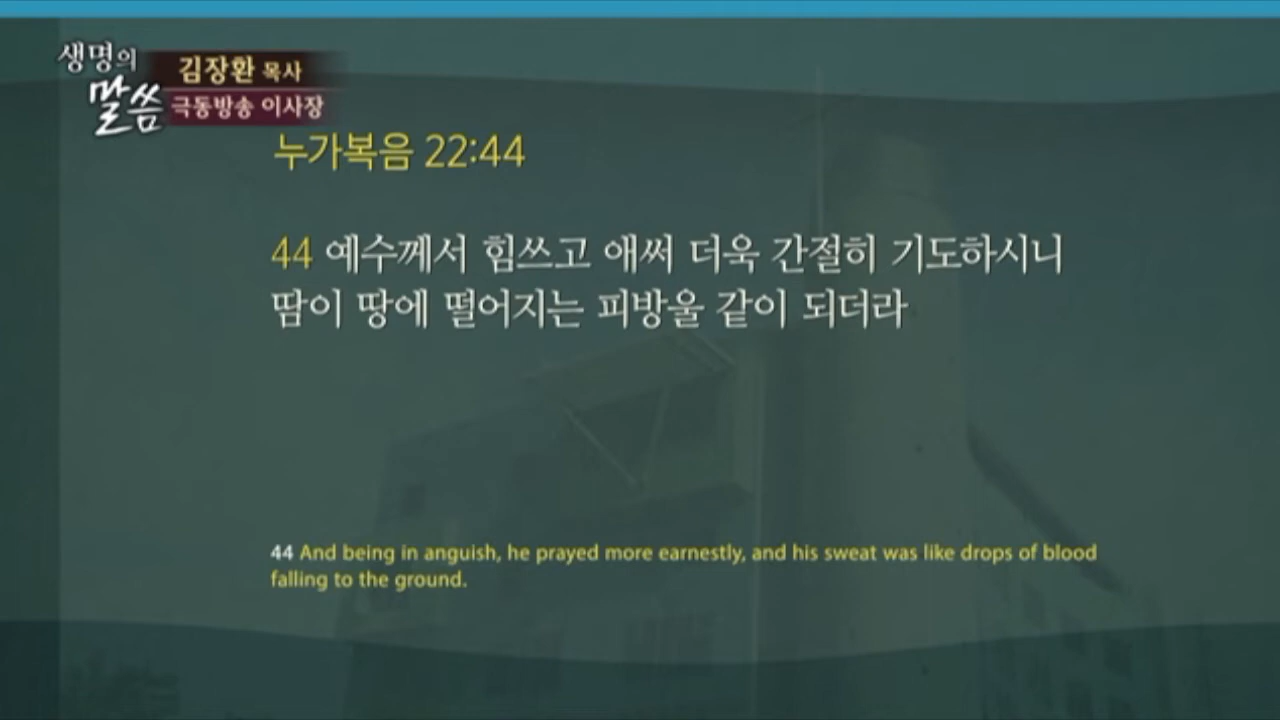 생명의
말씀
김장환 목사
극동방송 이사장
누가복음 22:44
44 예수께서 힘쓰고 애써 더욱 간절히 기도하시니
땀이 땅에 떨어지는 피방울 같이 되더라
44 And being in anguish, he prayed more earnestly, and his sweat was like drops of blood
falling to the ground.